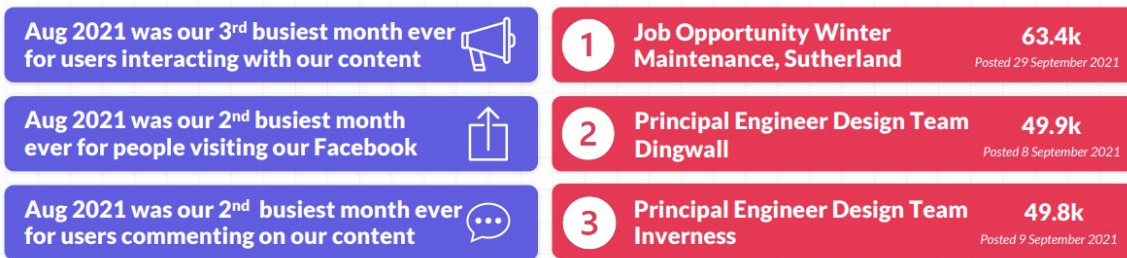 Aug 2021 was our 3rd busiest month ever
for users interacting with our content
Aug 2021 was our 2nd busiest month
ever for people visiting our Facebook
Aug 2021 was our 2nd busiest month ever
for users commenting on our content
1
Job Opportunity Winter
Maintenance, Sutherland
63.4k
Posted 29 September 2021
2
Principal Engineer Design Team
Dingwall
49.9k
Posted 8 September 2021
3
Principal Engineer Design Team
Inverness
49.8k
Posted 9 September 2021